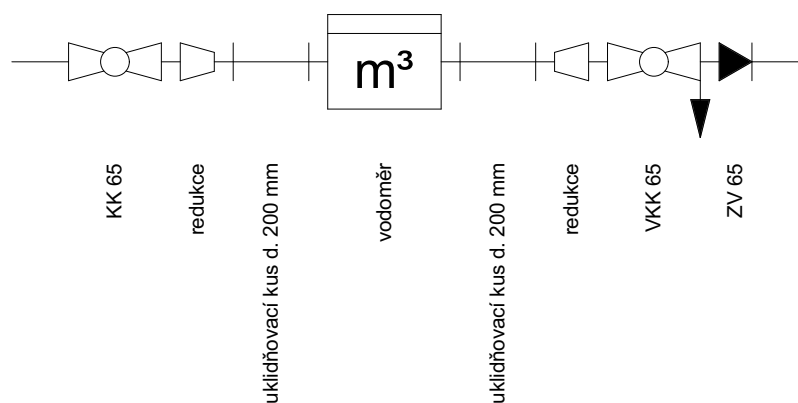 m³
KK 65
redukce
uklidňovací kus d. 200 mm
vodoměr
uklidňovací kus d. 200 mm
redukce
VKK 65
ZV 65